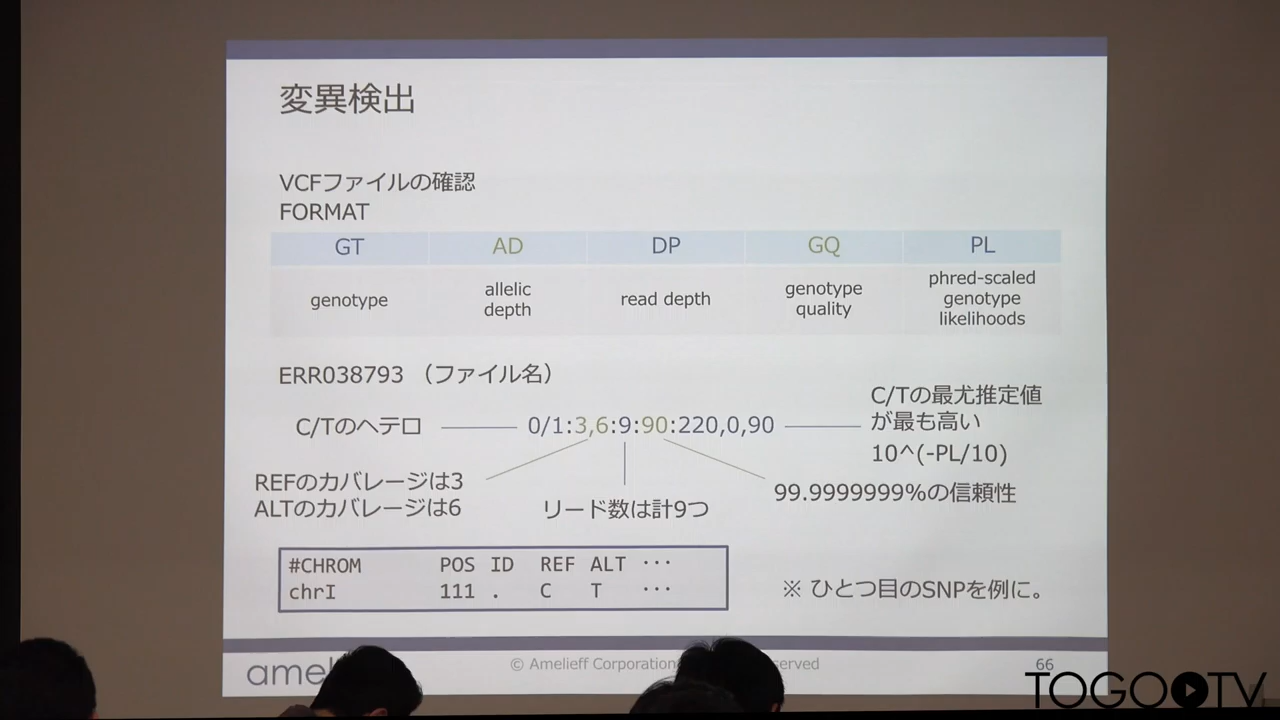 変異検出
VCFファイルの確認
FORMAT
GT AD DP GQ PL
genotype allelic depth read depth genotype quality phred-scaled genotype likelihoods
ERR038793 （ファイル名）
C/Tのヘテロ 0/1:3,6:9:90:220,0,90
C/Tの最尤推定値
が最も高い
10^(-PL/10)
REFのカバレージは3
ALTのカバレージは6
リード数は計9つ
99.9999999%の信頼性
#CHROM POS ID REF ALT ···
chrI 111 . C T ···
※ ひとつ目のSNPを例に。
© Amelieff Corporation
66
TOGOTV